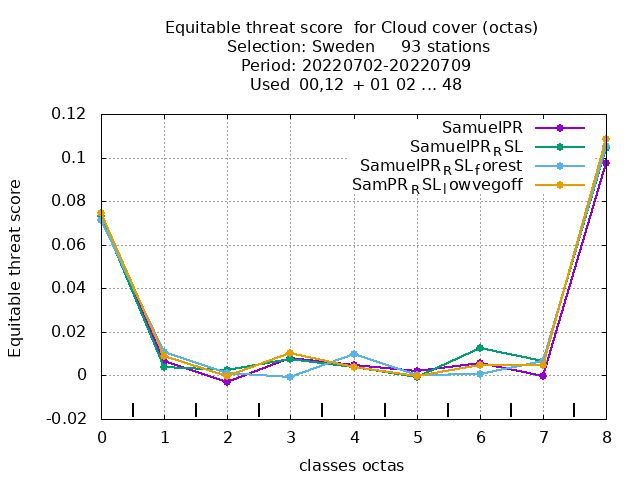 Equitable threat score for Cloud cover (octas)
Selection: Sweden 93 stations
Period: 20220702-20220709
Used 00,12 + 01 02 ... 48
SamuelPR
SamuelPR_RSL
SamuelPR_RSL_forest
SamPR_RSL_lowvegoff
Equitable threat score
0.12
0.1
0.08
0.06
0.04
0.02
0
-0.02
0 1 2 3 4 5 6 7 8
classes octas